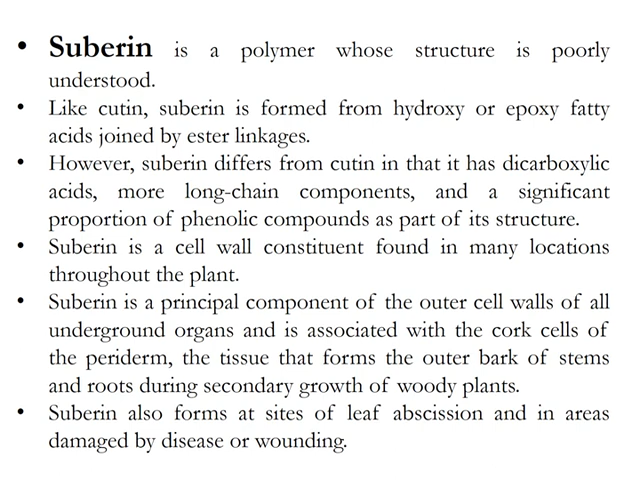 • Suberin is a polymer whose structure is poorly
understood.
• Like cutin, suberin is formed from hydroxy or epoxy fatty
acids joined by ester linkages.
• However, suberin differs from cutin in that it has dicarboxylic
acids, more long-chain components, and a significant
proportion of phenolic compounds as part of its structure.
• Suberin is a cell wall constituent found in many locations
throughout the plant.
• Suberin is a principal component of the outer cell walls of all
underground organs and is associated with the cork cells of
the periderm, the tissue that forms the outer bark of stems
and roots during secondary growth of woody plants.
• Suberin also forms at sites of leaf abscission and in areas
damaged by disease or wounding.